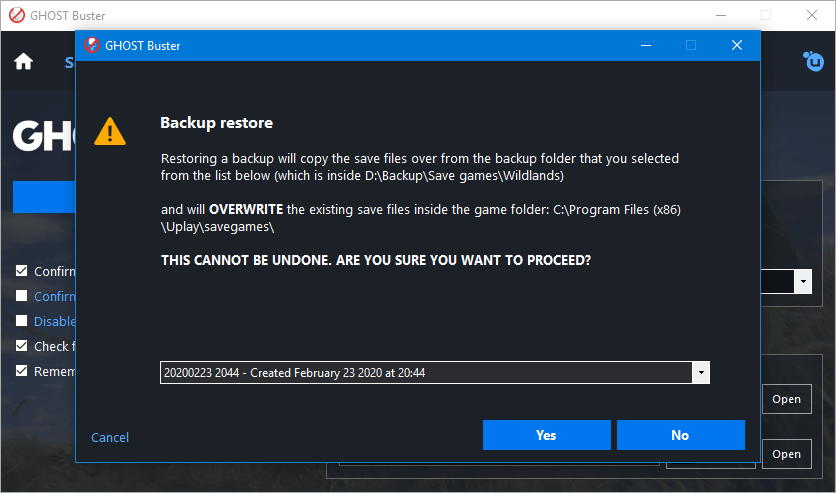 GHOST Buster
GHOST Buster
S
GHOS
Backup restore
Restoring a backup will copy the save files over from the backup folder that you selected
from the list below (which is inside D:\Backup\Save games\Wildlands)
and will OVERWRITE the existing save files inside the game folder: C:\Program Files (x86)
\Uplay\savegames\
THIS CANNOT BE UNDONE. ARE YOU SURE YOU WANT TO PROCEED?
Confirm
Confirm
Disable
Check f
Remem
20200223 2044 - Created February 23 2020 at 20:44
Open
Cancel
Yes
No
Open